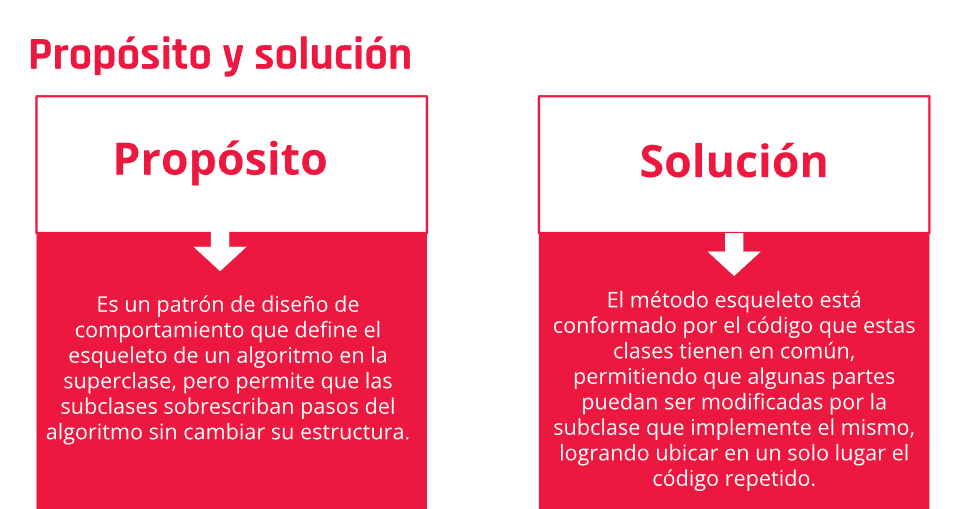 Propósito y solución
Propósito
Es un patrón de diseño de
comportamiento que define el
esqueleto de un algoritmo en la
superclase, pero permite que las
subclases sobrescriban pasos del
algoritmo sin cambiar su estructura.
Solución
El método esqueleto está
conformado por el código que estas
clases tienen en común,
permitiendo que algunas partes
puedan ser modificadas por la
subclase que implemente el mismo,
logrando ubicar en un solo lugar el
código repetido.